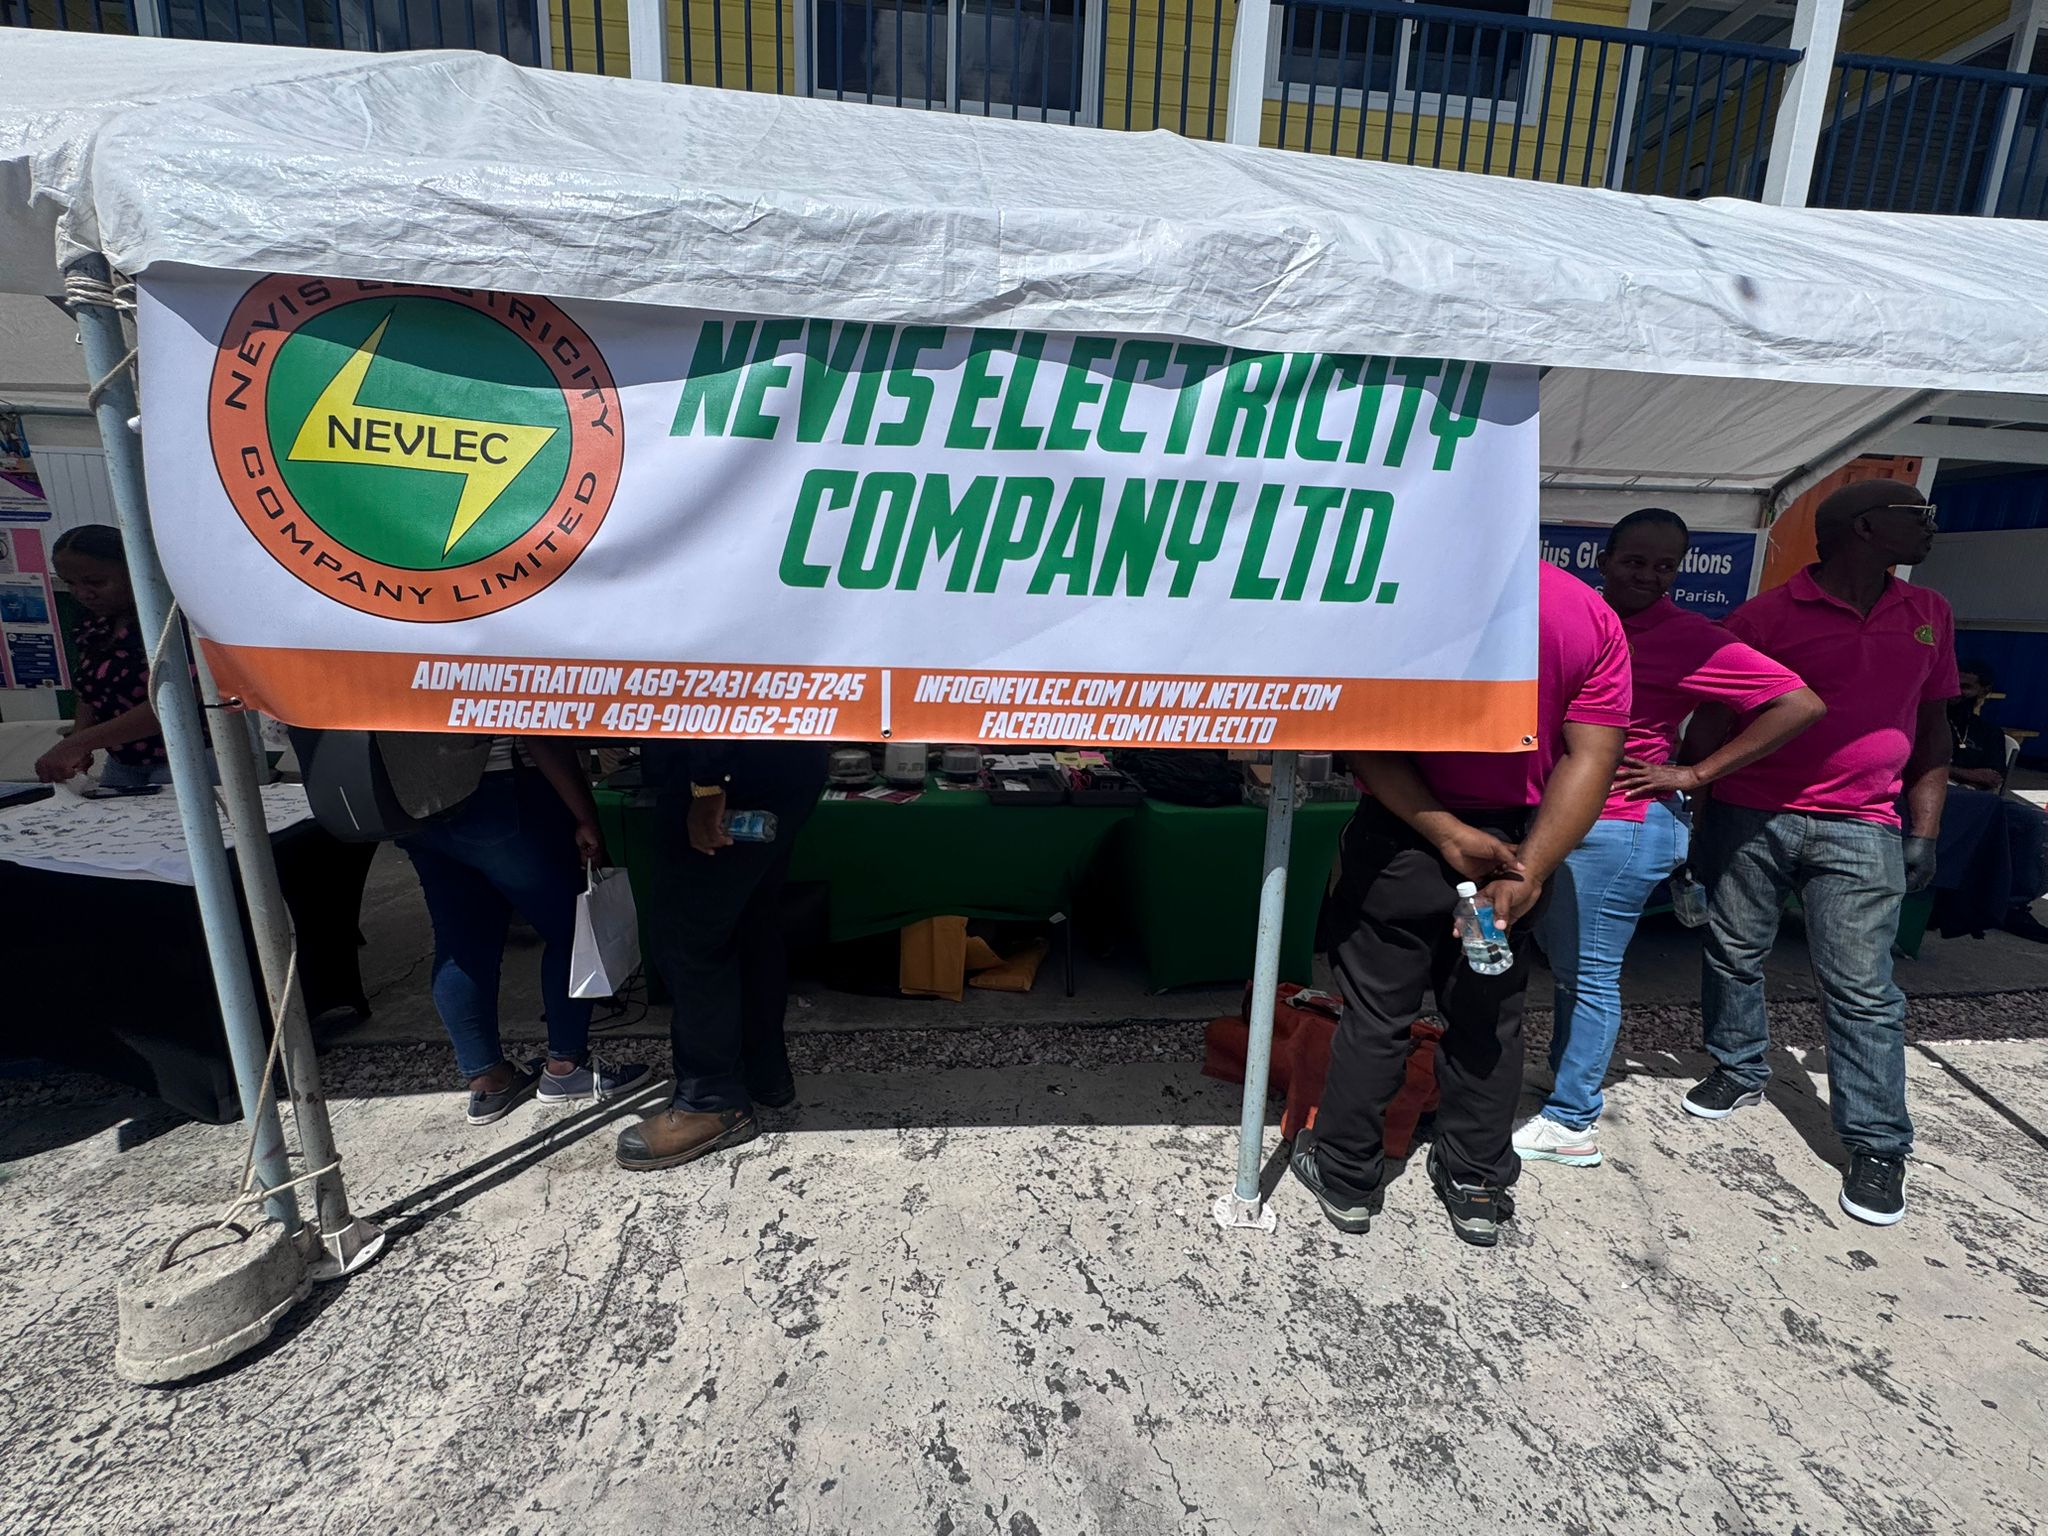 NEVIS ELECTRICITY
COMPANY LIMITED
NEVLEC
NEVIS ELECTRICITY
COMPANY LTD.
ADMINISTRATION 469-7243 | 469-7245
EMERGENCY 469-9100 | 662-5811
INFO@NEVLEC.COM / WWW.NEVLEC.COM
FACEBOOK.COM/NEVLECLTD
Parish,